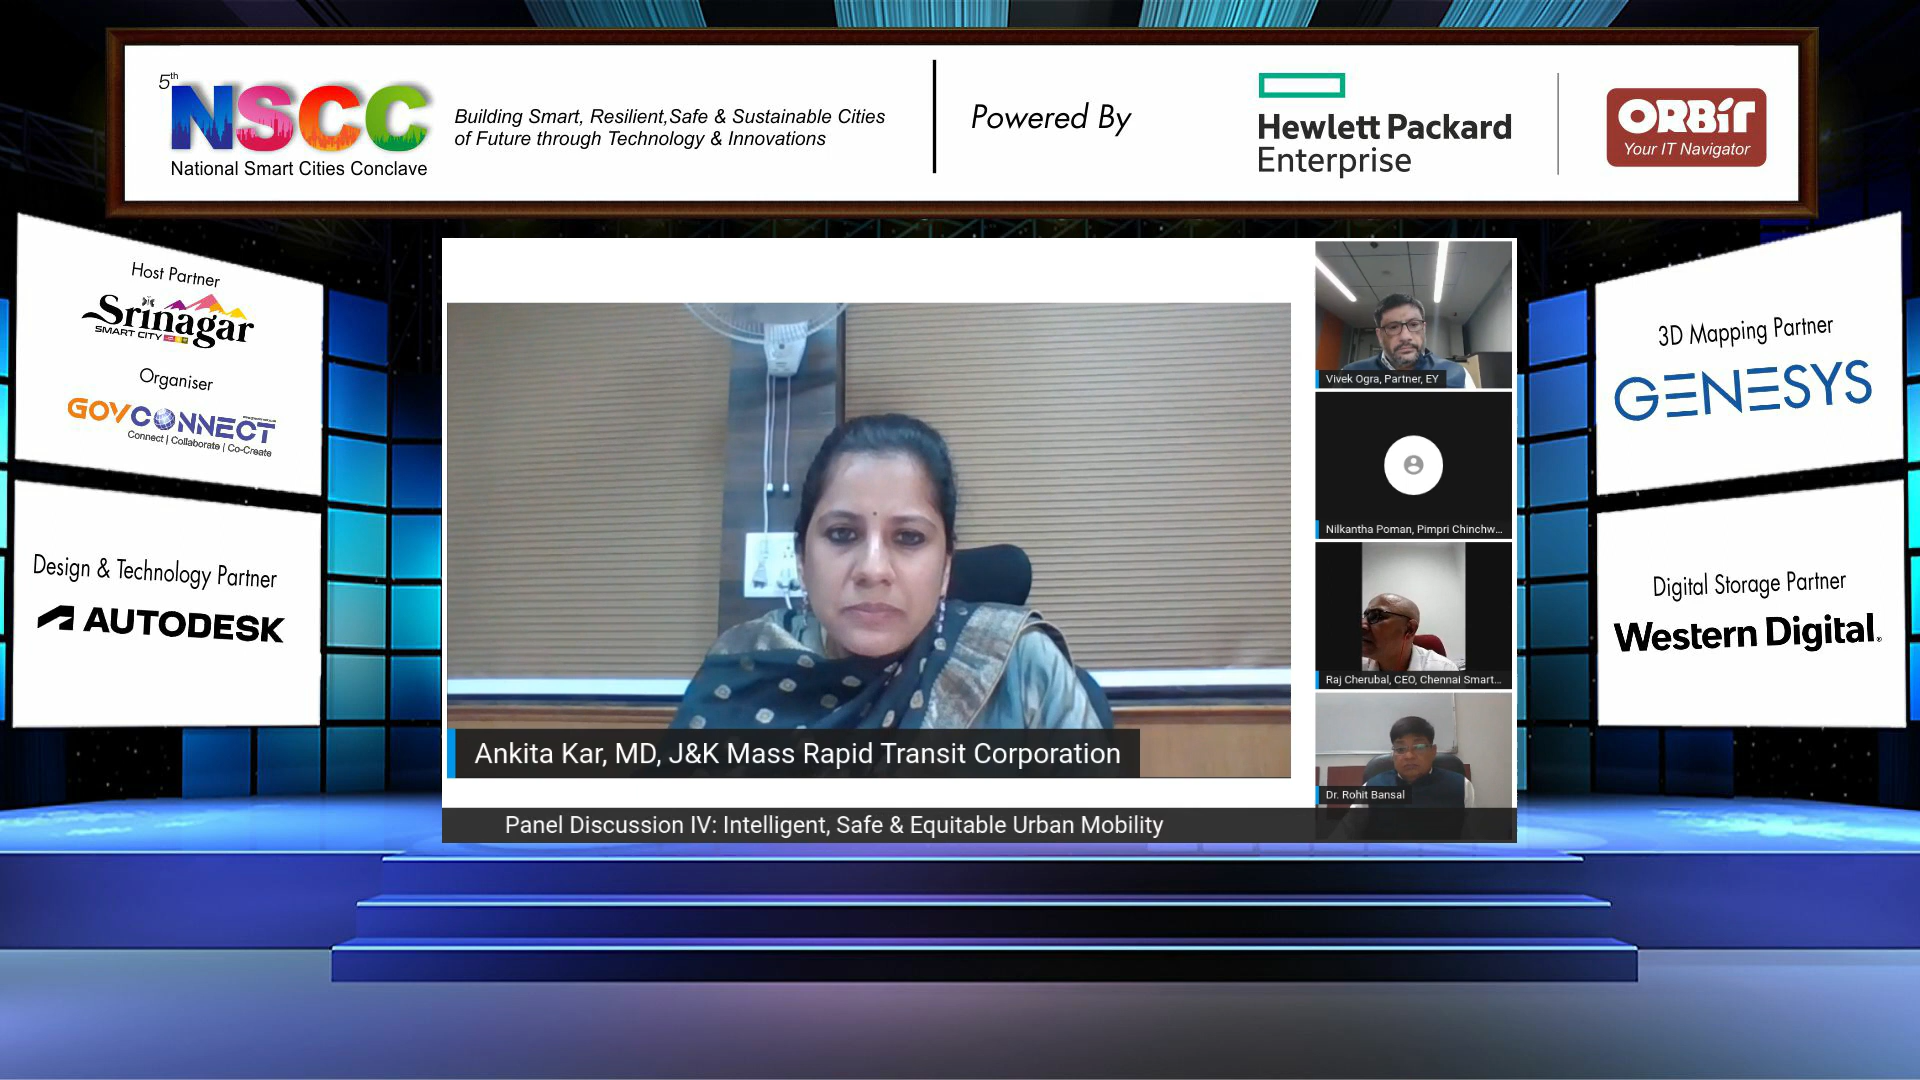 5th
NSCC
National Smart Cities Conclave
Building Smart, Resilient,Safe & Sustainable Cities
of Future through Technology & Innovations
Powered By
Hewlett Packard
Enterprise
ORBIT
Your IT Navigator
Host Partner
Srinagar
SMART CITY
Organiser
GOVCONNECT
Connect | Collaborate | Co-Create
Design & Technology Partner
AUTODESK
Ankita Kar, MD, J&K Mass Rapid Transit Corporation
Panel Discussion IV: Intelligent, Safe & Equitable Urban Mobility
Vivek Ogra, Partner, EY
Nilkantha Poman, Pimpri Chinchw...
Raj Cherubal, CEO, Chennai Smart...
Dr. Rohit Bansal
3D Mapping Partner
GENESYS
Digital Storage Partner
Western Digital.